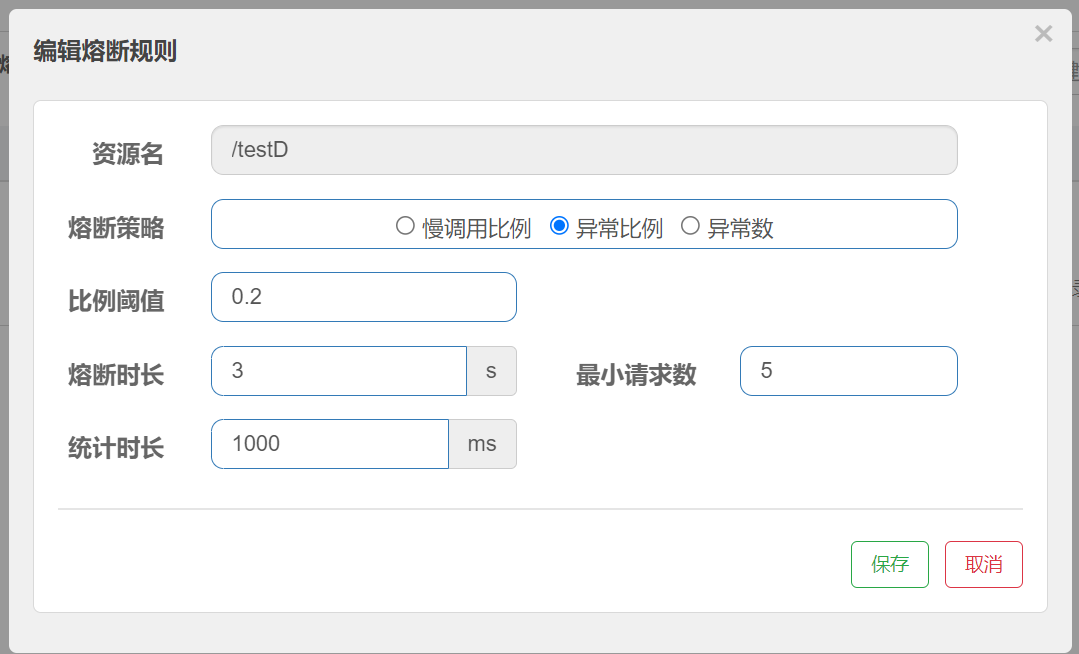 编辑熔断规则
×
资源名 /testD
熔断策略 慢调用比例 异常比例 异常数
比例阈值 0.2
熔断时长 3 s 最小请求数 5
统计时长 1000 ms
保存 取消